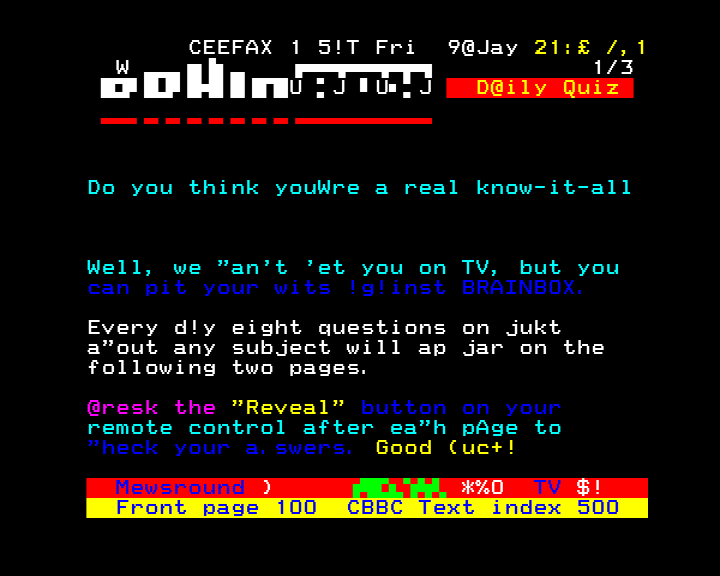 CEEFAX 1 5!T Fri 9@Jay 21:£ /,1
W 1/3
U J U J D@ily Quiz
Do you think youWre a real know-it-all
Well, we "an't 'et you on TV, but you
can pit your wits !g!inst BRAINBOX.
Every d!y eight questions on jukt
a"out any subject will ap jar on the
following two pages.
@resk the "Reveal" button on your
remote control after ea"h pAge to
"heck your a.swers. Good (uc+!
Mewsround ) *%O TV $!
Front page 100 CBBC Text index 500